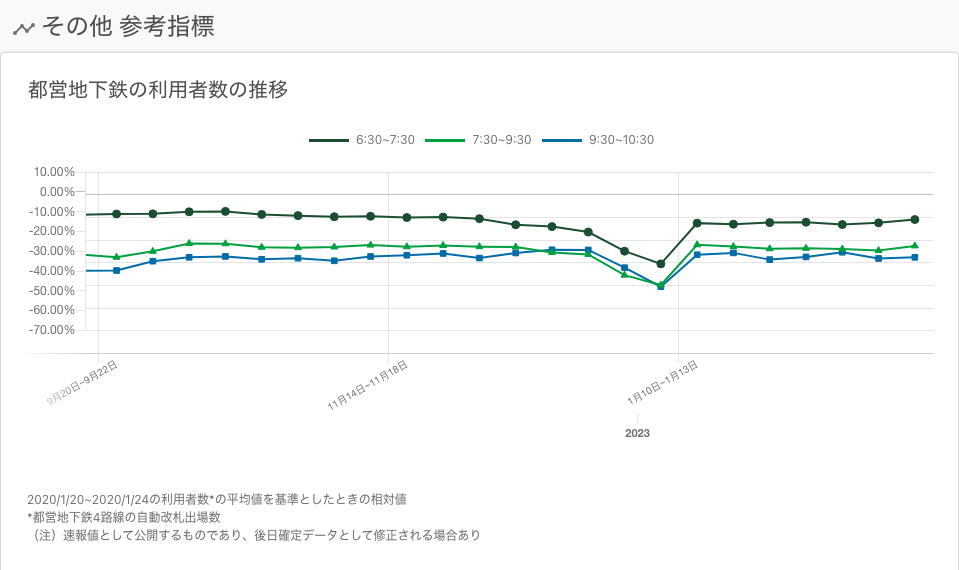 その他 参考指標
都営地下鉄の利用者数の推移
6:30~7:30 7:30~9:30 9:30~10:30
10.00%
0.00%
-10.00%
-20.00%
-30.00%
-40.00%
-50.00%
-60.00%
-70.00%
9月20日~9月22日 11月14日~11月18日 1月10日~1月13日
2023
2020/1/20~2020/1/24の利用者数*の平均値を基準としたときの相対値
*都営地下鉄4路線の自動改札出場数
（注）速報値として公開するものであり、後日確定データとして修正される場合あり